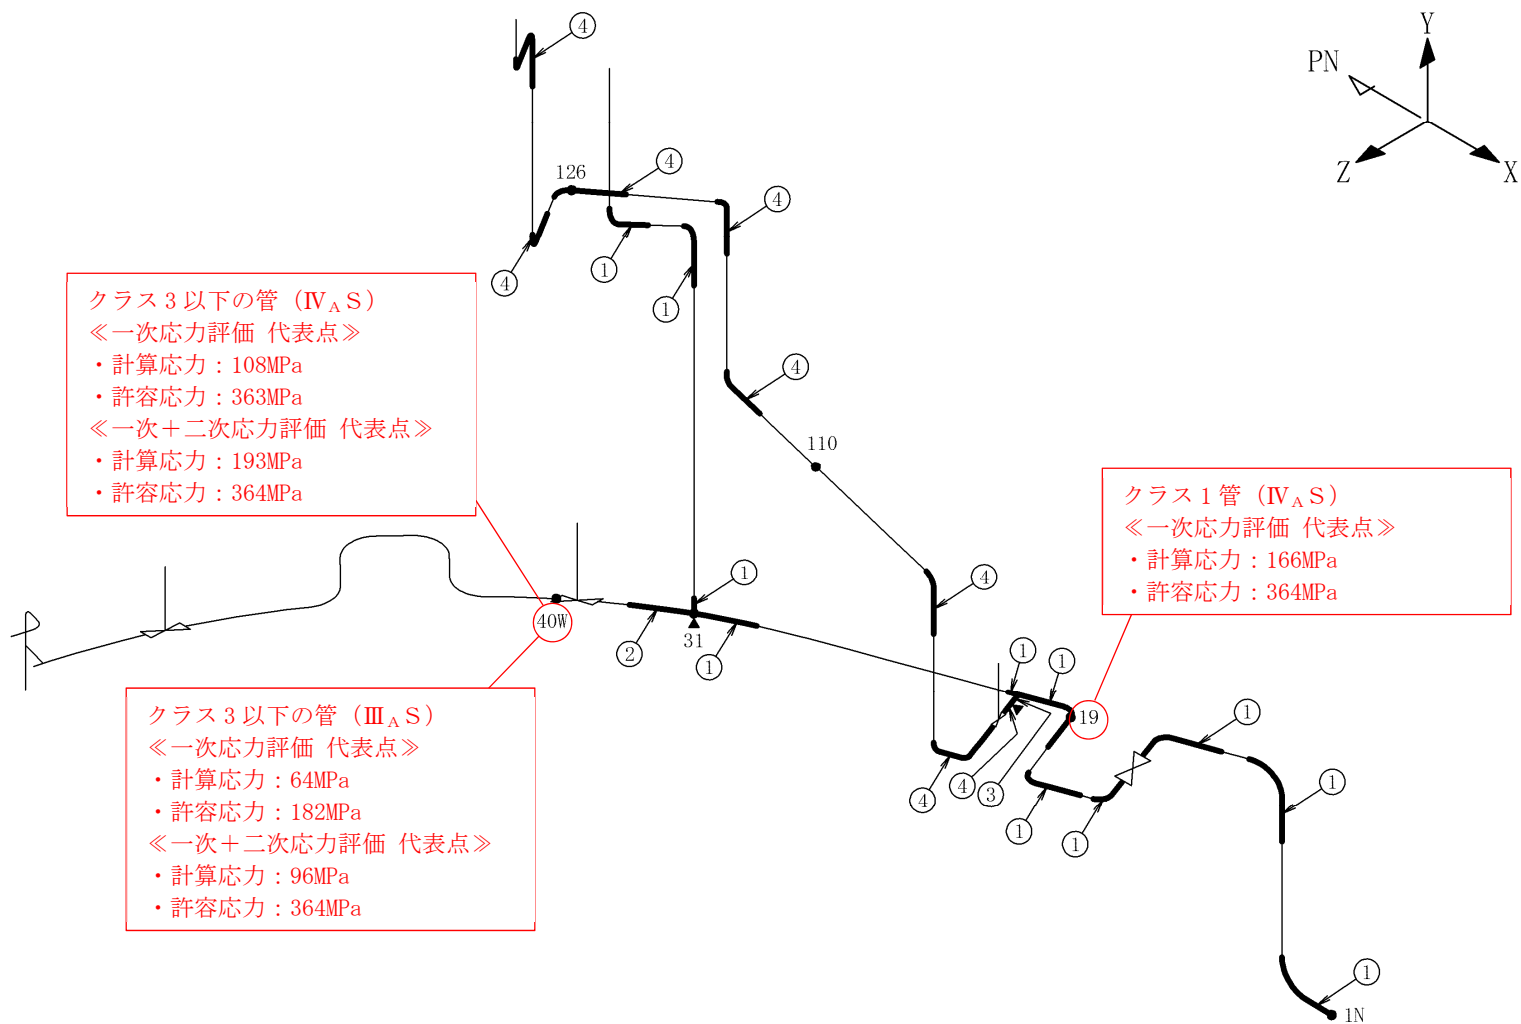 ④
Y
PN
Z
X
126
④
④
④
①
①
クラス3以下の管（ⅣAS）
≪一次応力評価 代表点≫
・計算応力：108MPa
・許容応力：363MPa
≪一次＋二次応力評価 代表点≫
・計算応力：193MPa
・許容応力：364MPa
④
110
クラス1管（ⅣAS）
≪一次応力評価 代表点≫
・計算応力：166MPa
・許容応力：364MPa
①
④
40W
31
②
①
①
①
19
クラス3以下の管（ⅢAS）
≪一次応力評価 代表点≫
・計算応力：64MPa
・許容応力：182MPa
≪一次＋二次応力評価 代表点≫
・計算応力：96MPa
・許容応力：364MPa
①
④
④
③
①
①
①
①
1N